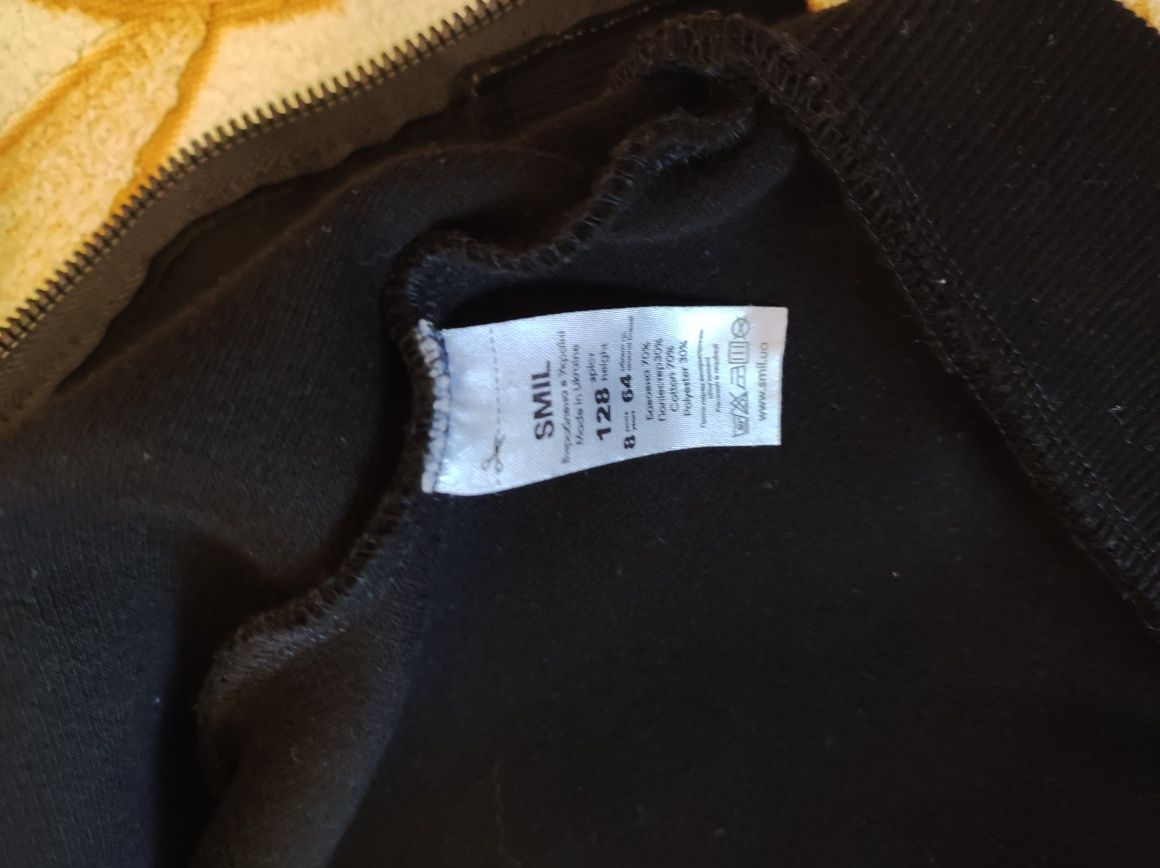 SMIL
Вироблено в Україні
Made in Ukraine
128 зріст height
8 років years 64
Бавовна 70%
Поліестер 30%
Cotton 70%
Polyester 30%
www.smil.ua